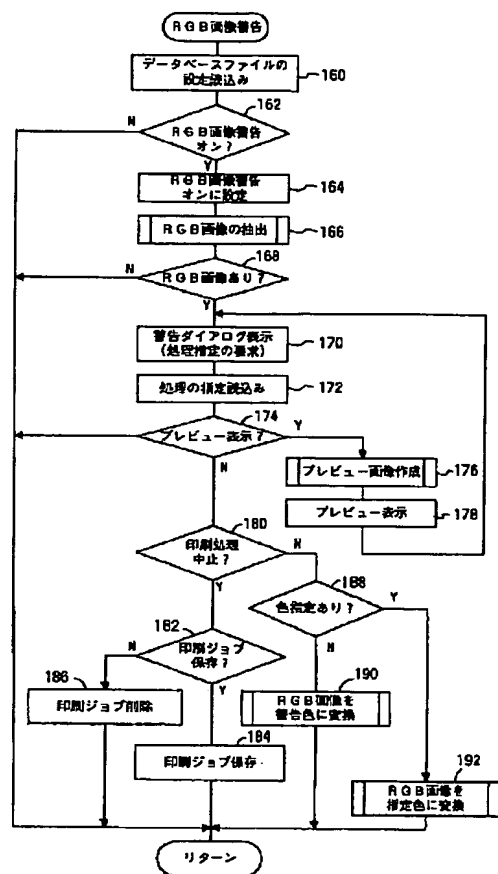 RGB画像警告
データベースファイルの
設定読込み
160
162
N
RGB画像警告
オン?
Y
RGB画像警告
オンに設定
164
RGB画像の抽出
166
168
N
RGB画像あり?
Y
警告ダイアログ表示
(処理指定の要求)
170
処理の指定読込み
172
174
プレビュー表示?
Y
N
プレビュー画像作成
176
プレビュー表示
178
180
印刷処理
中止?
N
Y
188
色指定あり?
Y
N
182
N
印刷ジョブ
保存?
Y
186
印刷ジョブ削除
190
RGB画像を
警告色に変換
184
印刷ジョブ保存
192
RGB画像を
指定色に変換
リターン